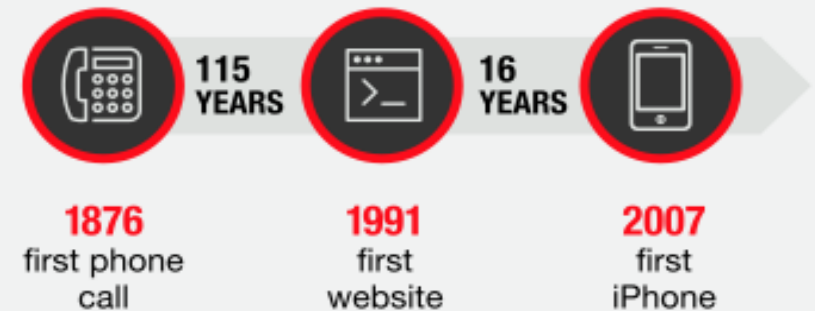 115
YEARS
16
YEARS
1876
first phone
call
1991
first
website
2007
first
iPhone